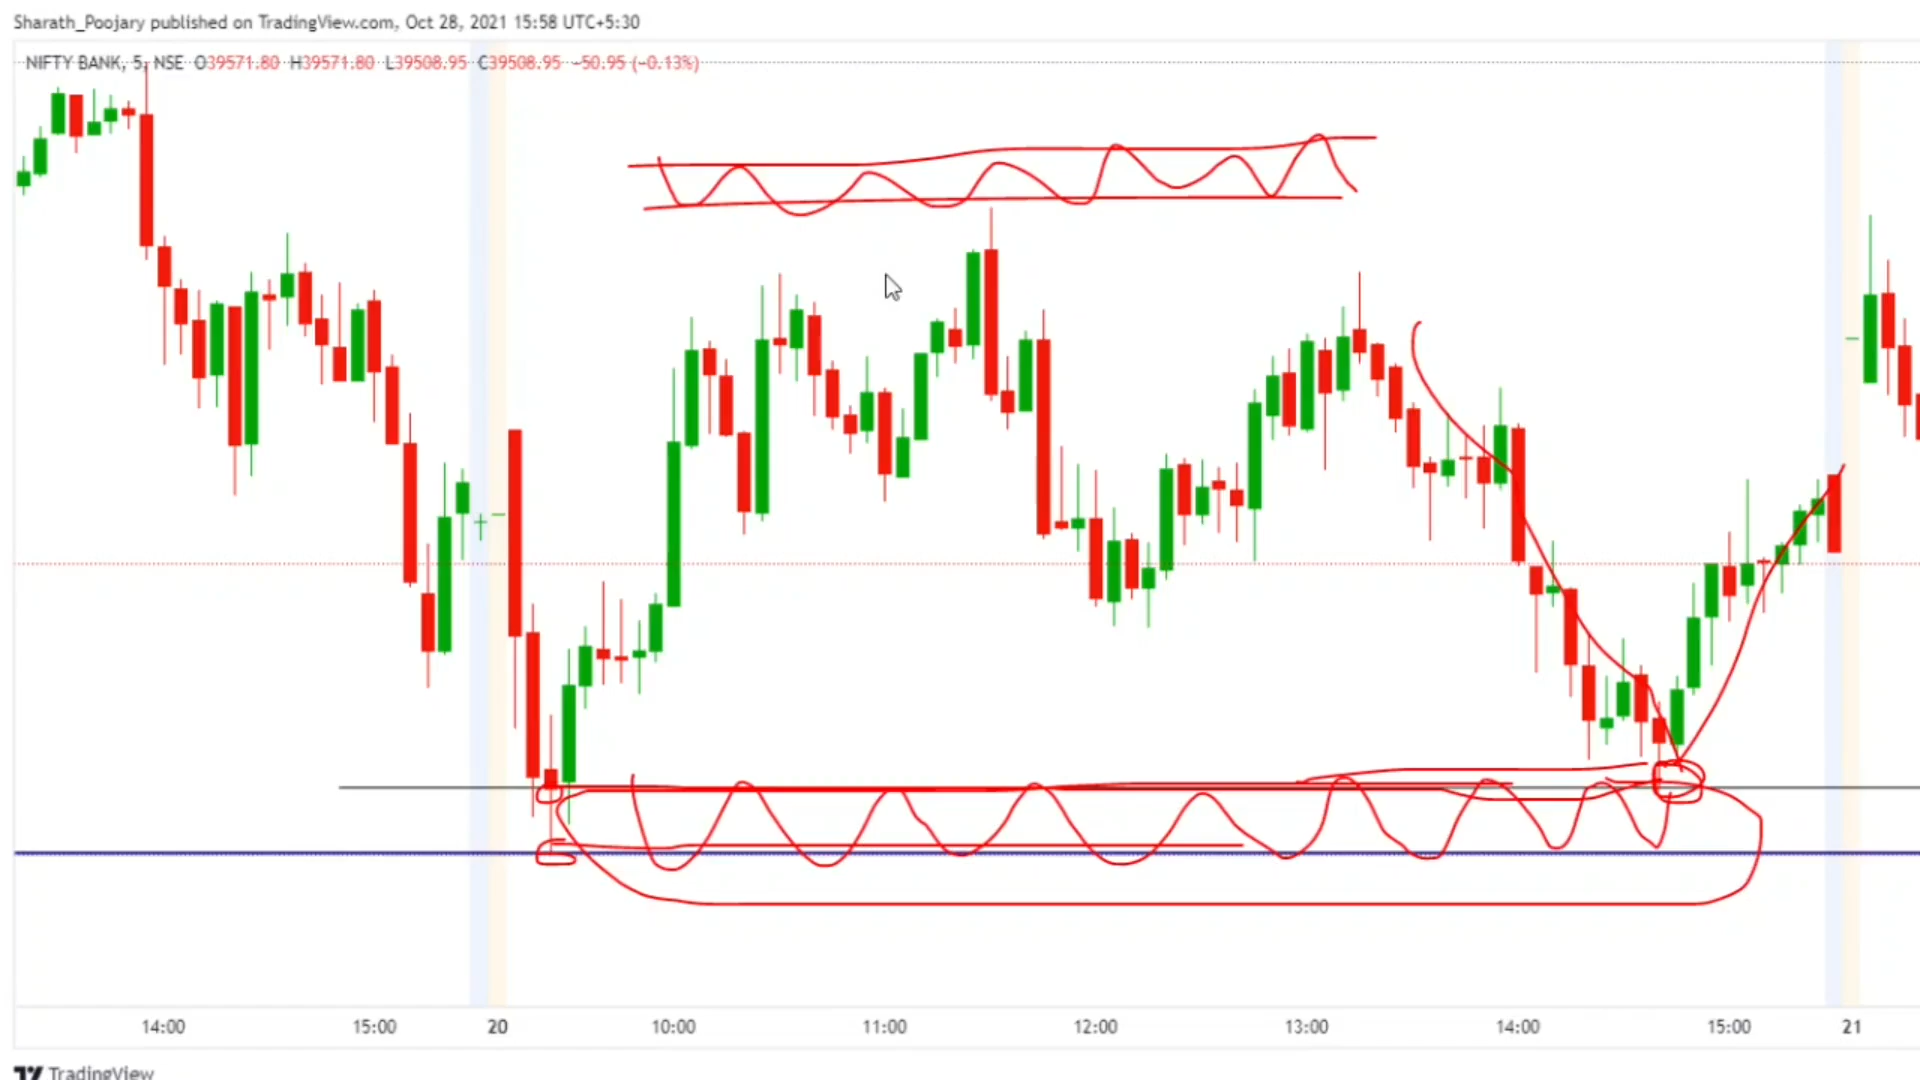 Sharath_Poojary published on TradingView.com, Oct 28, 2021 15:58 UTC+5:30
NIFTY BANK, 5, NSE O39571.80 H39571.80 L39508.95 C39508.95 −50.95 (−0.13%)
14:00 15:00 20 10:00 11:00 12:00 13:00 14:00 15:00 21
TradingView